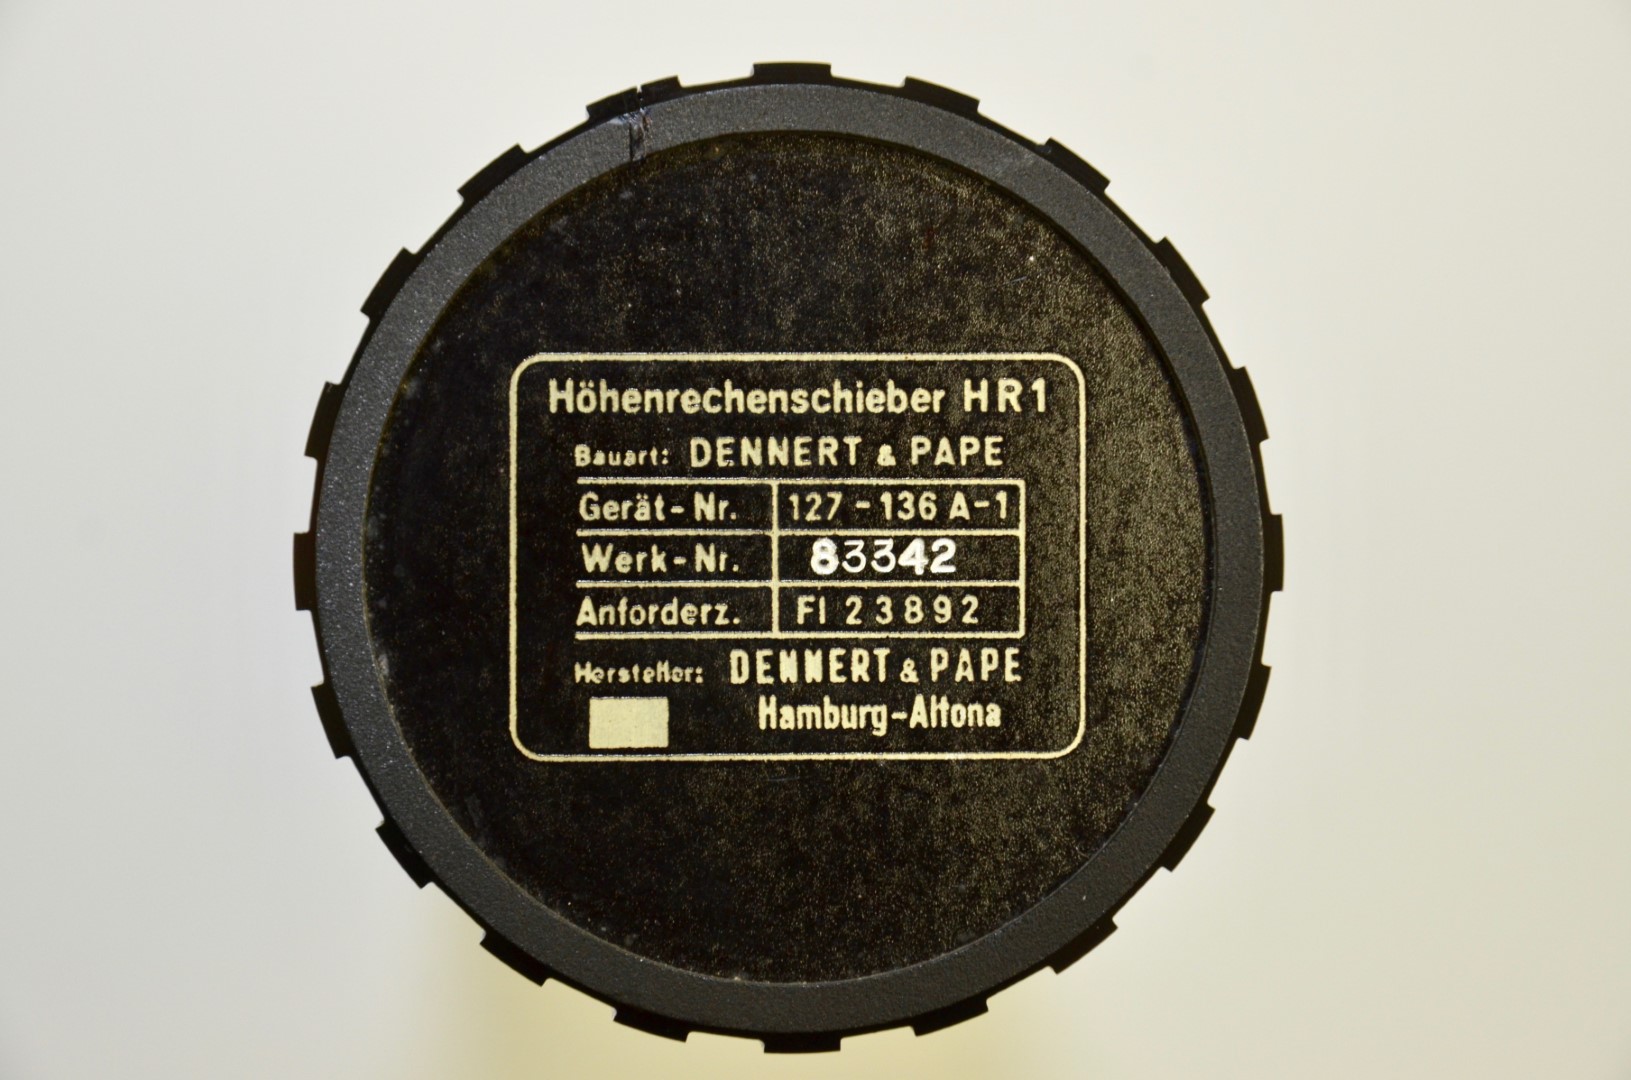 Höhenrechenschieber HR1
Bauart: DENNERT & PAPE
Gerät-Nr. 127-136 A-1
Werk-Nr. 83342
Anforderz. Fl 23892
Hersteller: DENNERT & PAPE
Hamburg-Altona